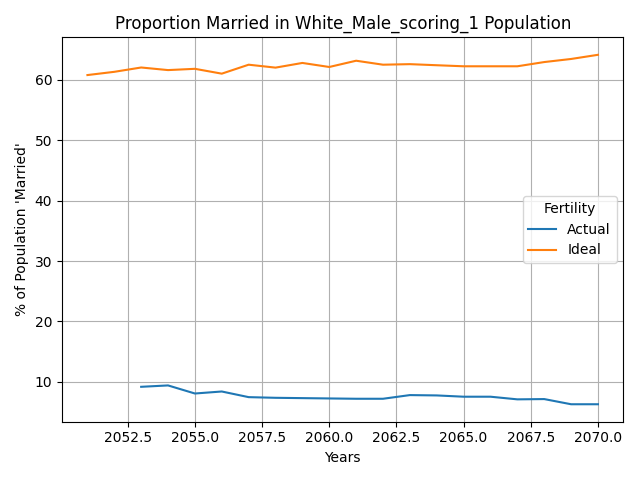 Proportion Married in White_Male_scoring_1 Population
% of Population 'Married'
60
50
40
30
20
10
Fertility
Actual
Ideal
2052.5 2055.0 2057.5 2060.0 2062.5 2065.0 2067.5 2070.0
Years